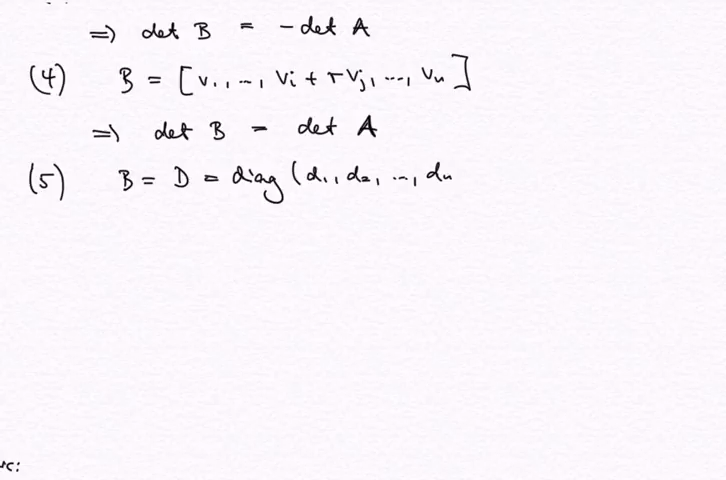 => det B = - det A
(4) B = [v₁, ..., vᵢ + r vⱼ, ..., vₙ]
=> det B = det A
(5) B = D = diag (d₁, d₂, ..., dₙ